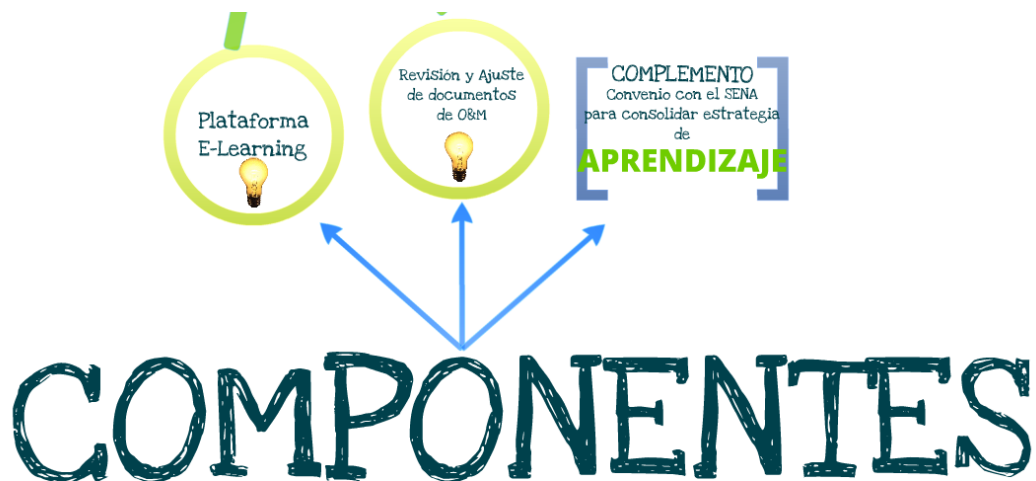 Plataforma
E-Learning
Revisión y Ajuste
de documentos
de O&M
COMPLEMENTO
Convenio con el SENA
para consolidar estrategia
de
APRENDIZAJE
COMPONENTES